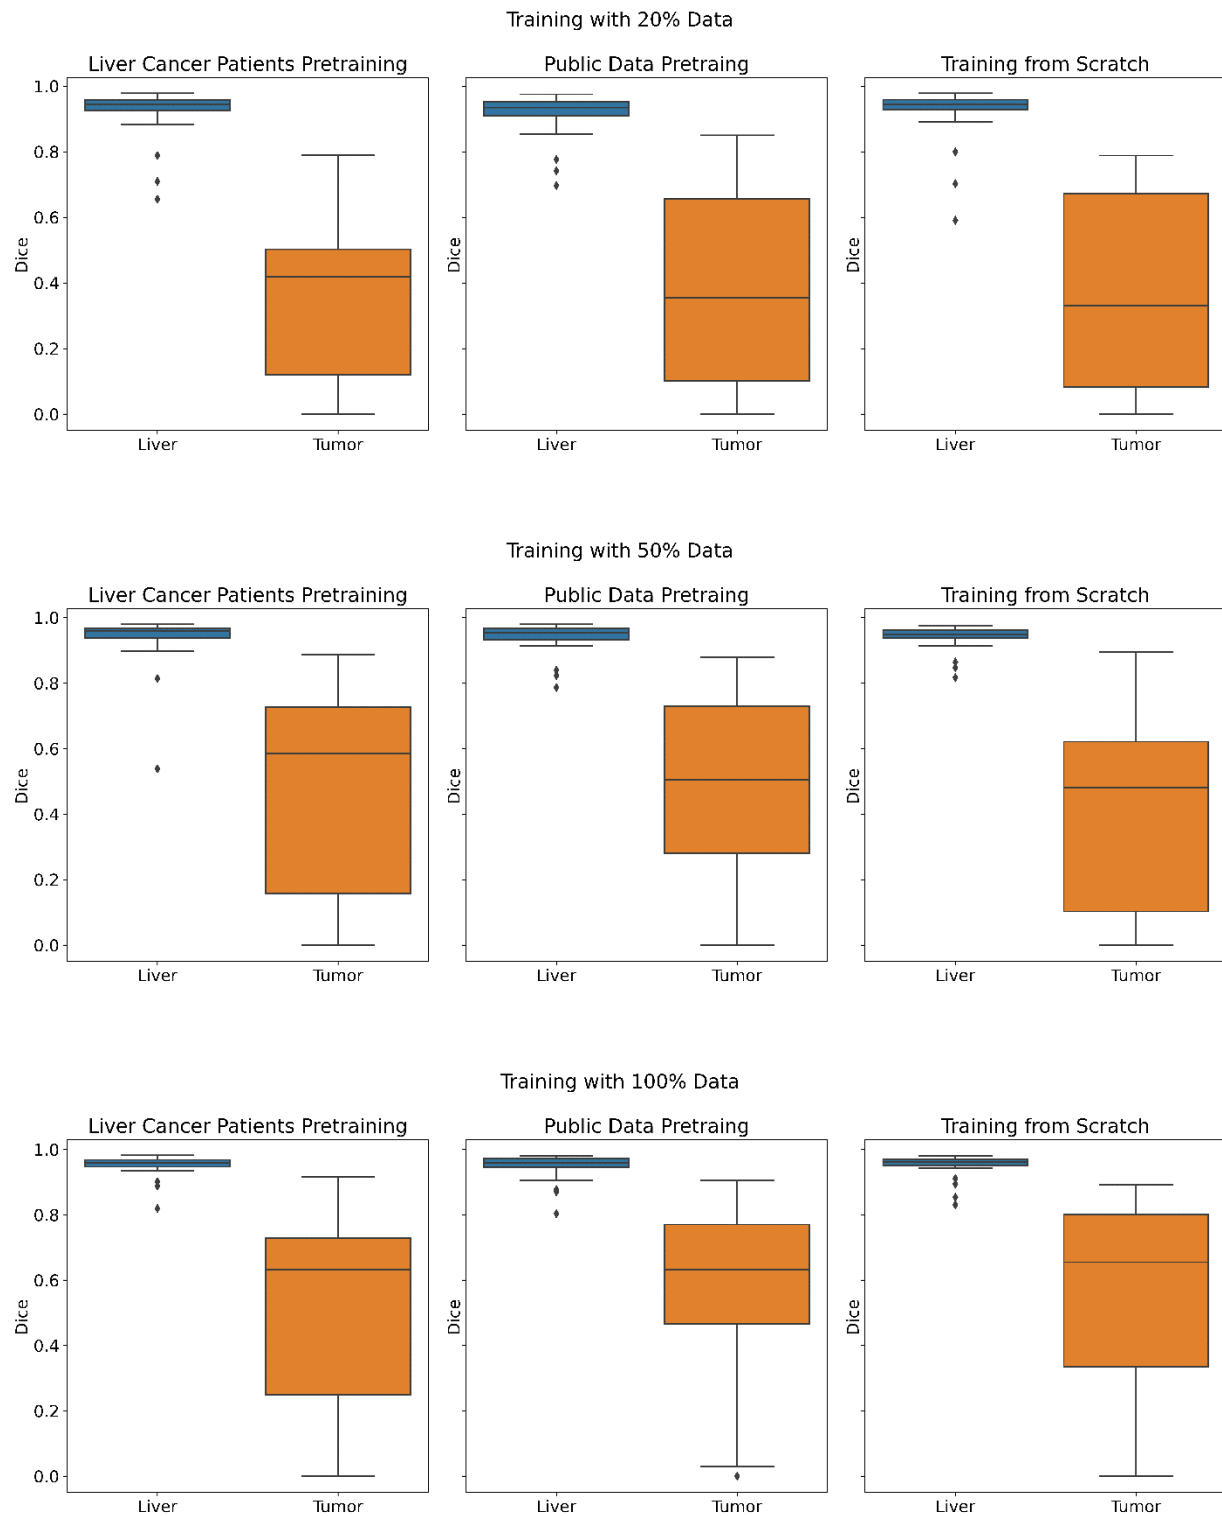 Training with 20% Data
Liver Cancer Patients Pretraining
Public Data Pretraing
Training from Scratch
1.0
0.8
0.6
0.4
0.2
0.0
Dice
Dice
Dice
Liver
Tumor
Liver
Tumor
Liver
Tumor
Training with 50% Data
Liver Cancer Patients Pretraining
Public Data Pretraing
Training from Scratch
1.0
0.8
0.6
0.4
0.2
0.0
Dice
Dice
Dice
Liver
Tumor
Liver
Tumor
Liver
Tumor
Training with 100% Data
Liver Cancer Patients Pretraining
Public Data Pretraing
Training from Scratch
1.0
0.8
0.6
0.4
0.2
0.0
Dice
Dice
Dice
Liver
Tumor
Liver
Tumor
Liver
Tumor